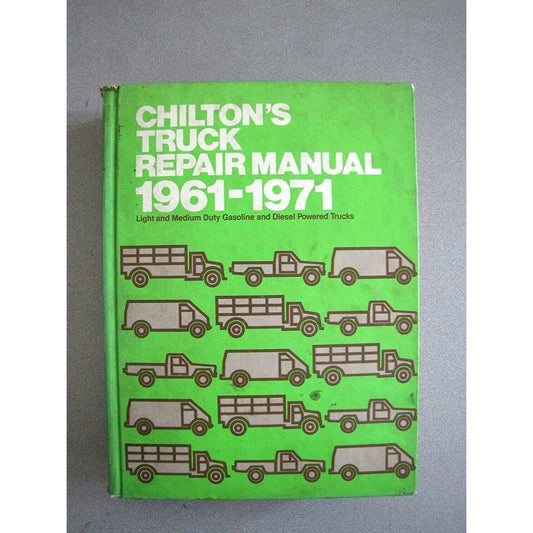 CHILTON'S
TRUCK
REPAIR MANUAL
1961-1971
Light and Medium Duty Gasoline and Diesel Powered Trucks